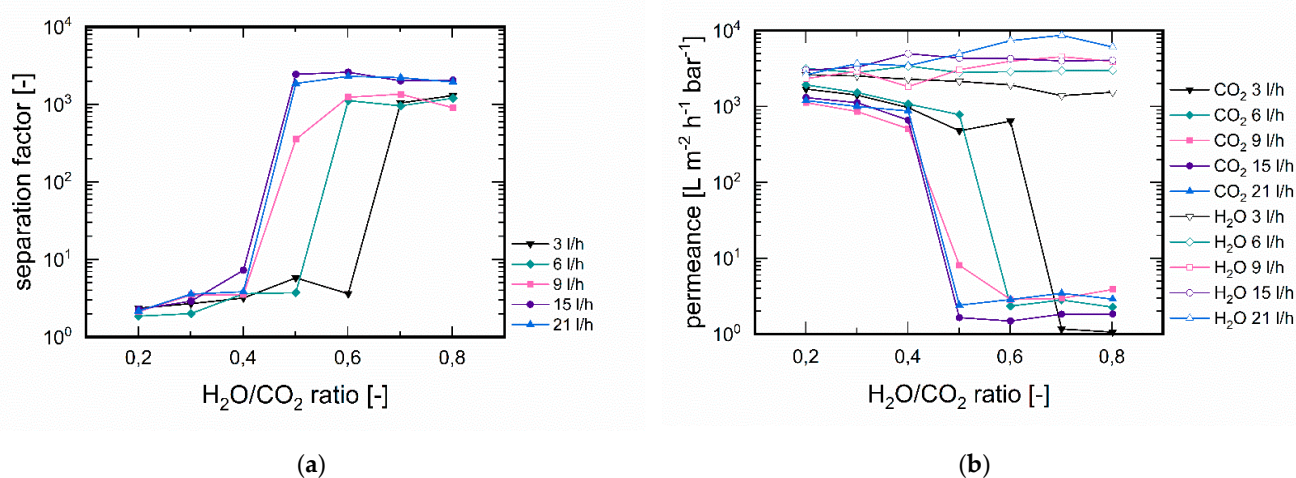 separation factor [-]
10⁴
10³
10²
10¹
10⁰
0,2 0,4 0,6 0,8
H₂O/CO₂ ratio [-]
3 l/h
6 l/h
9 l/h
15 l/h
21 l/h
(a)
permeance [L m⁻² h⁻¹ bar⁻¹]
10⁴
10³
10²
10¹
10⁰
0,2 0,4 0,6 0,8
H₂O/CO₂ ratio [-]
CO₂ 3 l/h
CO₂ 6 l/h
CO₂ 9 l/h
CO₂ 15 l/h
CO₂ 21 l/h
H₂O 3 l/h
H₂O 6 l/h
H₂O 9 l/h
H₂O 15 l/h
H₂O 21 l/h
(b)